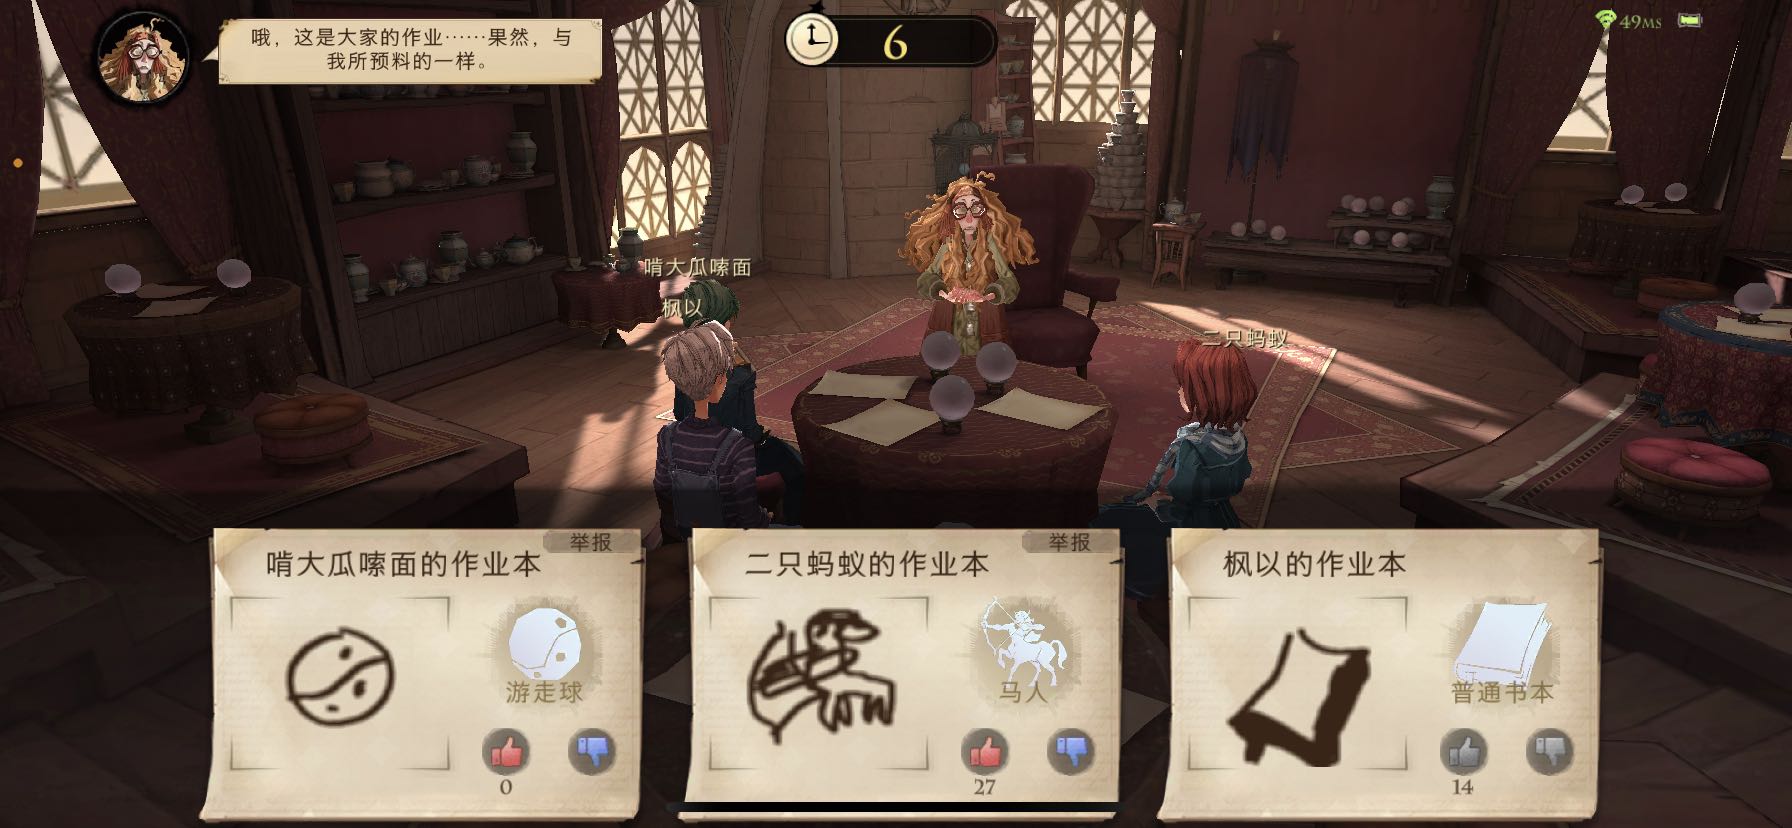 哦，这是大家的作业……果然，与
我所预料的一样。
6
49MS
啃大瓜嗦面
枫以
二只蚂蚁
举报
啃大瓜嗦面的作业本
游走球
0
举报
二只蚂蚁的作业本
马人
27
枫以的作业本
普通书本
14